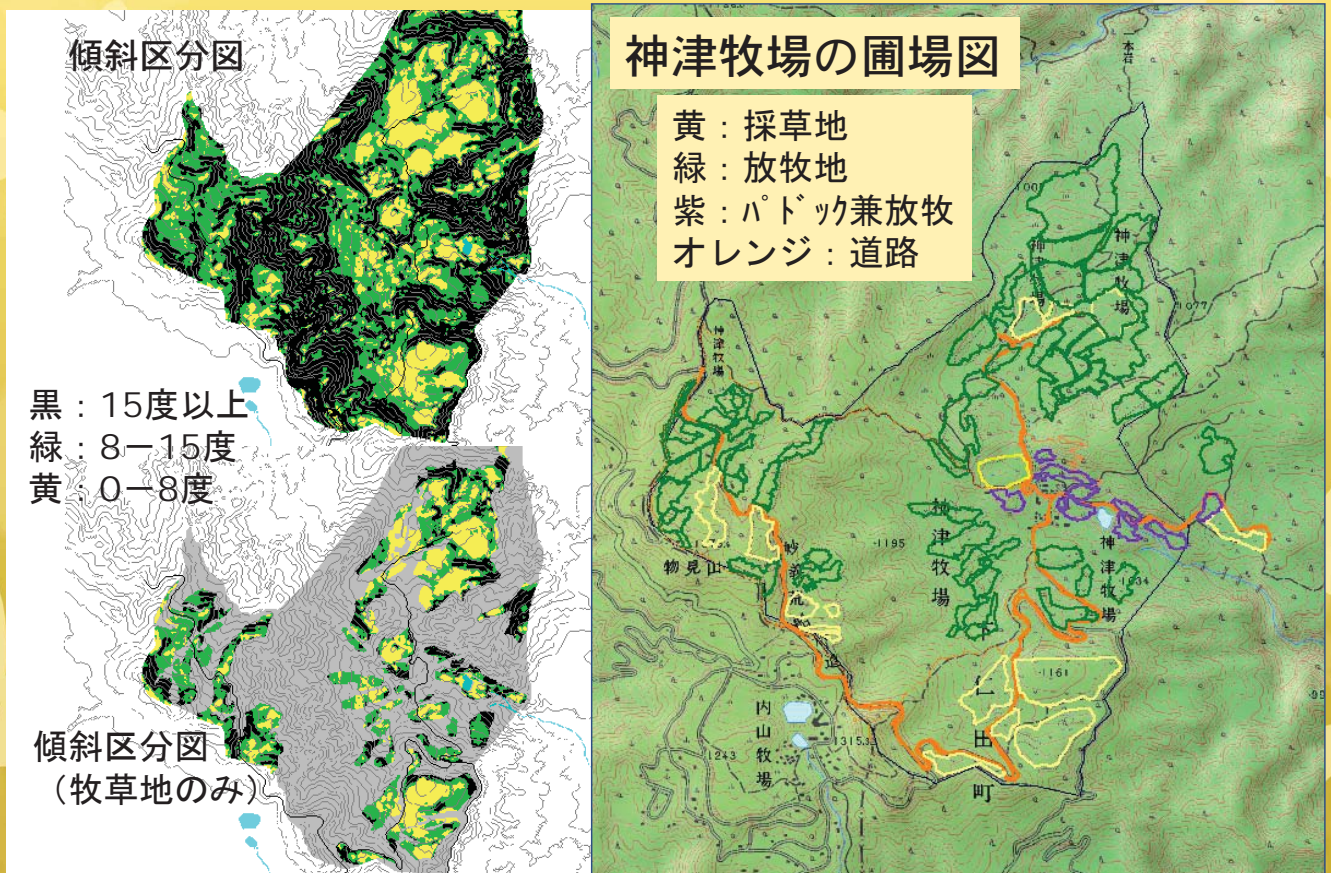 傾斜区分図
黒：15度以上
緑：8－15度
黄：0－8度
傾斜区分図
（牧草地のみ）
神津牧場の圃場図
黄：採草地
緑：放牧地
紫：パドック兼放牧
オレンジ：道路
一本岩
神津牧場
1077
神津牧場
物見山
・1195
神津牧場
神津牧場
下
仁
田
町
・1161
内山牧場
1243
1315.3